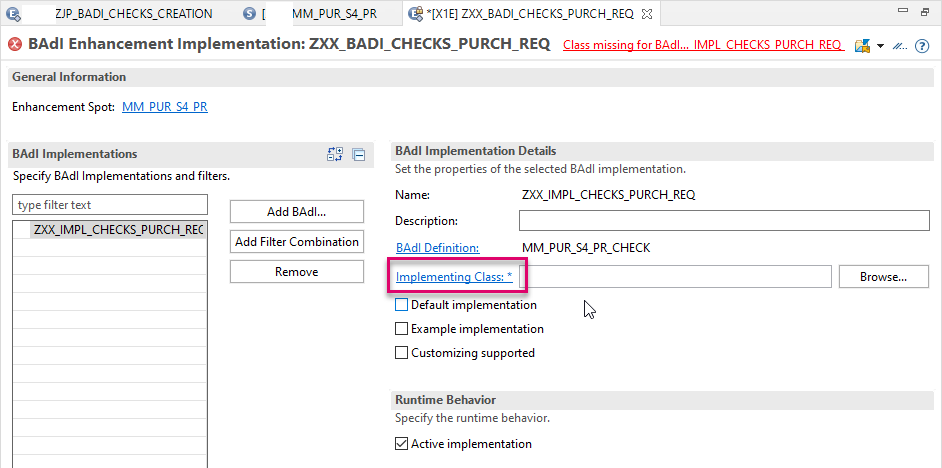 ZJP_BADI_CHECKS_CREATION [ MM_PUR_S4_PR *[X1E] ZXX_BADI_CHECKS_PURCH_REQ
BAdI Enhancement Implementation: ZXX_BADI_CHECKS_PURCH_REQ Class missing for BAdI... IMPL_CHECKS_PURCH_REQ
General Information
Enhancement Spot: MM_PUR_S4_PR
BAdI Implementations
Specify BAdI Implementations and filters.
type filter text
ZXX_IMPL_CHECKS_PURCH_REQ
Add BAdI...
Add Filter Combination
Remove
BAdI Implementation Details
Set the properties of the selected BAdI implementation.
Name: ZXX_IMPL_CHECKS_PURCH_REQ
Description:
BAdI Definition: MM_PUR_S4_PR_CHECK
Implementing Class: * Browse...
Default implementation
Example implementation
Customizing supported
Runtime Behavior
Specify the runtime behavior.
Active implementation